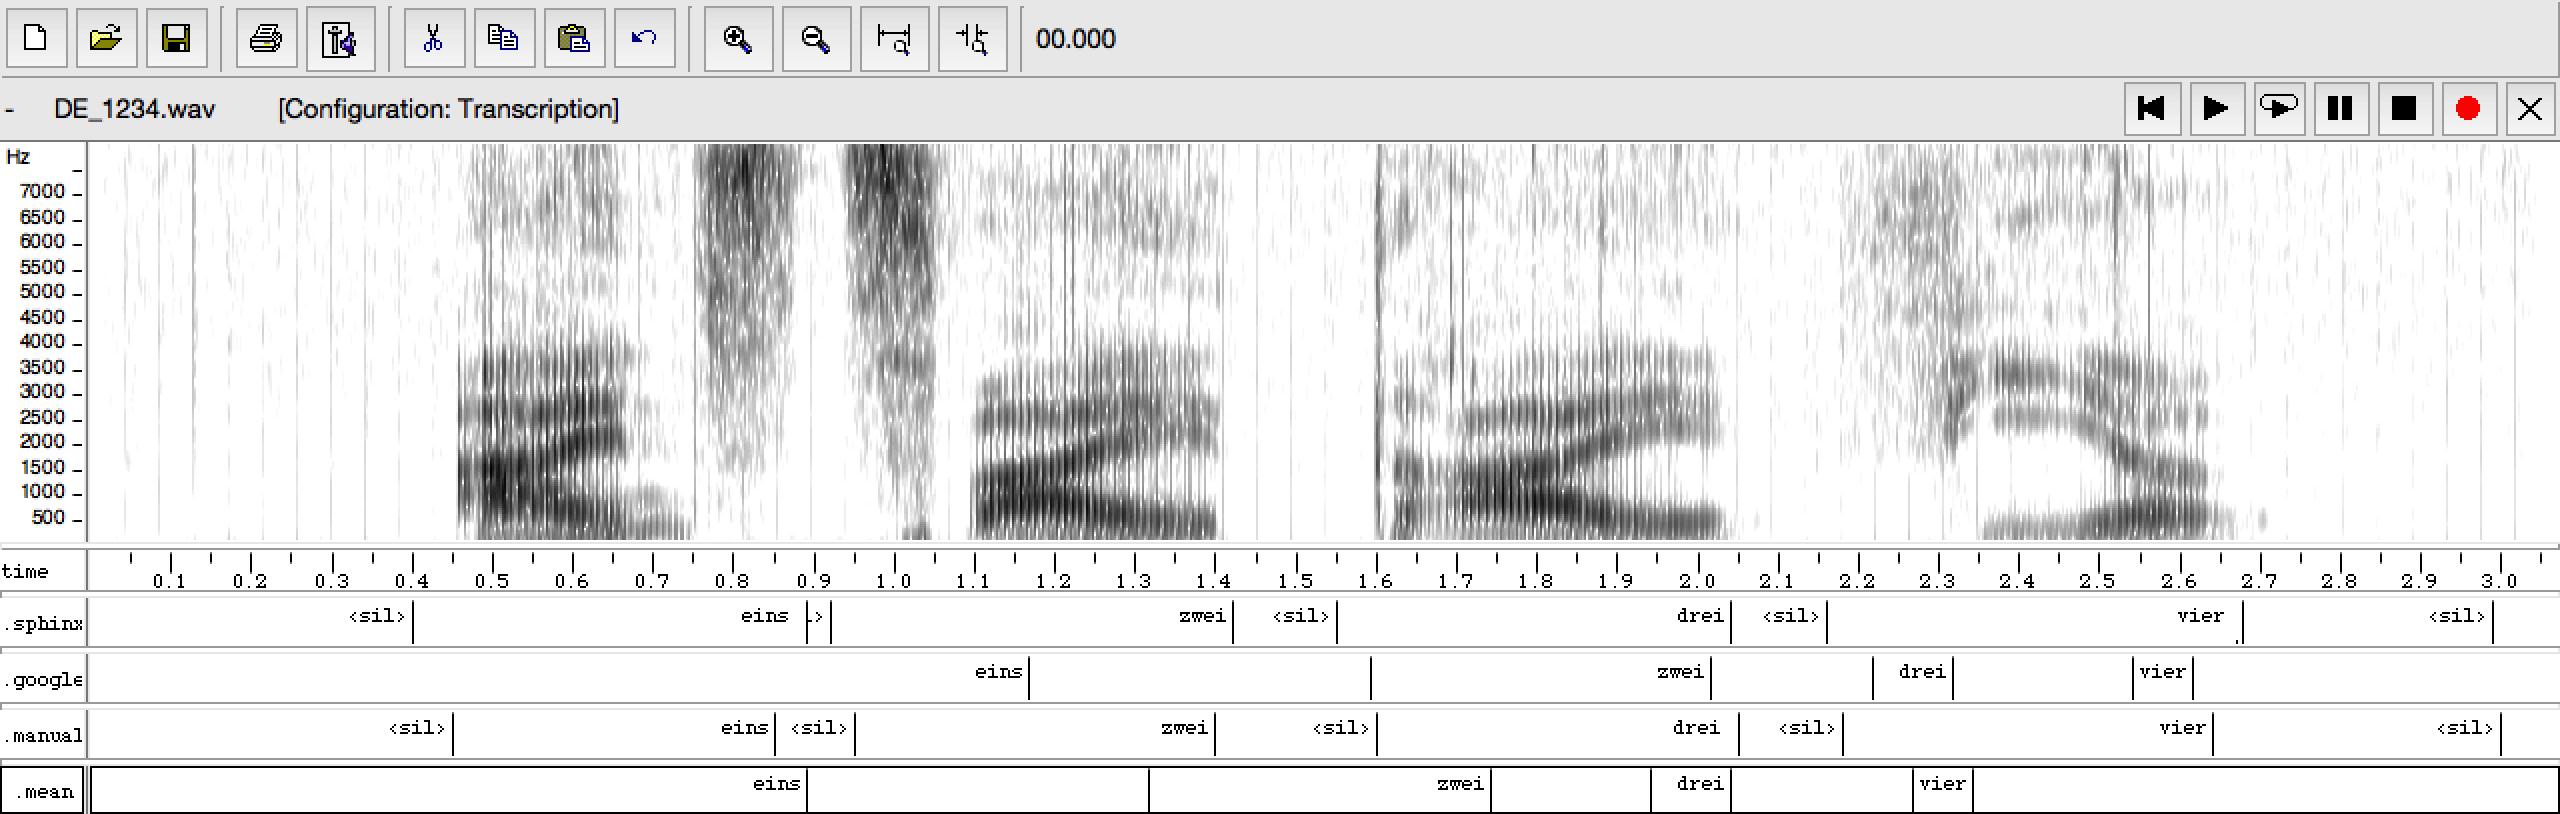 00.000
- DE_1234.wav [Configuration: Transcription]
Hz
7000
6500
6000
5500
5000
4500
4000
3500
3000
2500
2000
1500
1000
500
time 0.1 0.2 0.3 0.4 0.5 0.6 0.7 0.8 0.9 1.0 1.1 1.2 1.3 1.4 1.5 1.6 1.7 1.8 1.9 2.0 2.1 2.2 2.3 2.4 2.5 2.6 2.7 2.8 2.9 3.0
.sphinx <sil> eins .> zwei <sil> drei <sil> vier <sil>
.google eins zwei drei vier
.manual <sil> eins <sil> zwei <sil> drei <sil> vier <sil>
.mean eins zwei drei vier